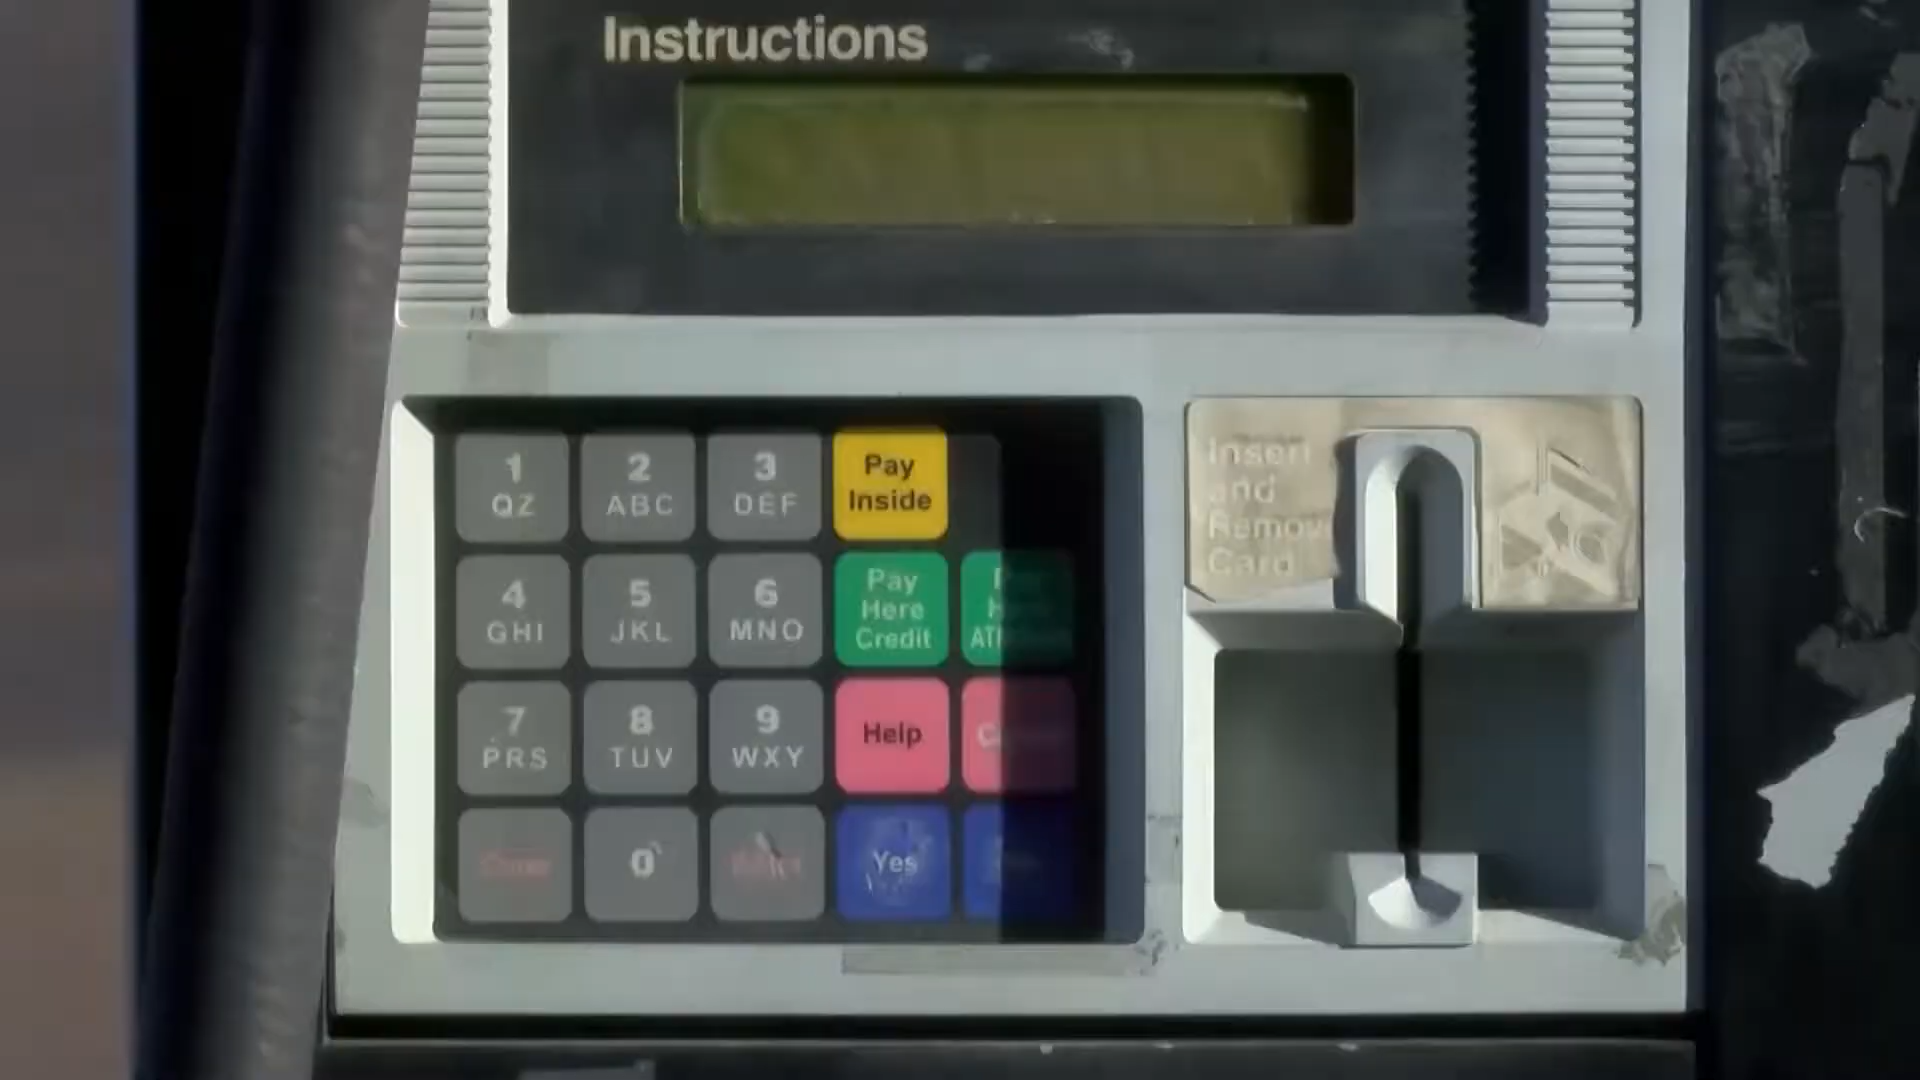 Instructions
1
QZ
2
ABC
3
DEF
Pay
Inside
4
GHI
5
JKL
6
MNO
Pay
Here
Credit
7
PRS
8
TUV
9
WXY
Help
0
Yes
Insert
and
Remov
Card